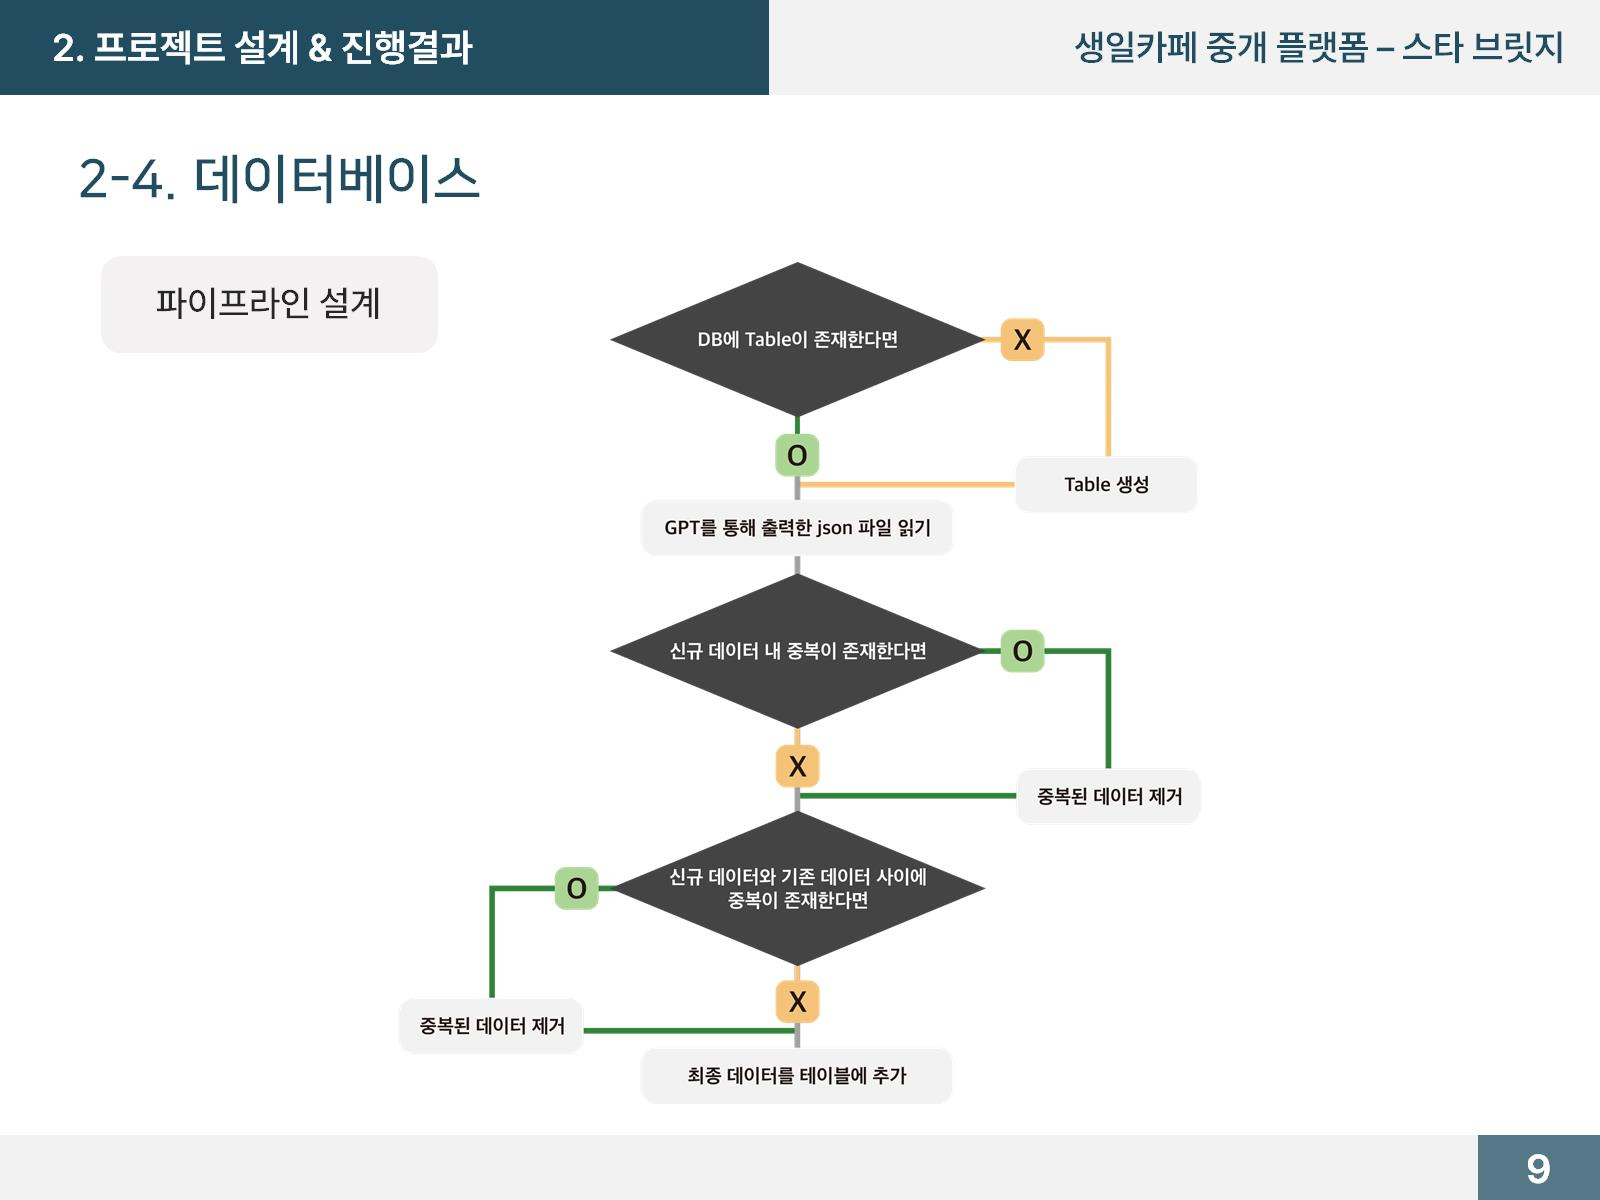 2. 프로젝트 설계 & 진행결과
생일카페 중개 플랫폼 – 스타 브릿지
2-4. 데이터베이스
파이프라인 설계
DB에 Table이 존재한다면
X
O
Table 생성
GPT를 통해 출력한 json 파일 읽기
신규 데이터 내 중복이 존재한다면
O
X
중복된 데이터 제거
신규 데이터와 기존 데이터 사이에
중복이 존재한다면
O
X
중복된 데이터 제거
최종 데이터를 테이블에 추가
9